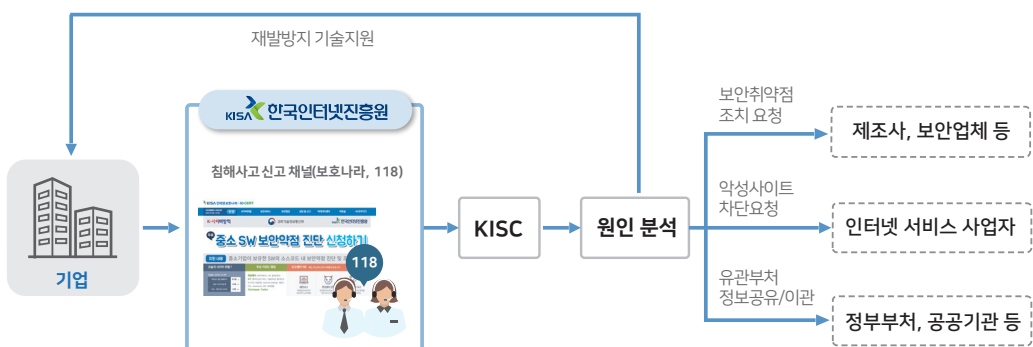 재발방지 기술지원
KISA 한국인터넷진흥원
침해사고 신고 채널(보호나라, 118)
중소 SW 보안약점 진단 신청하기
118
기업
KISC
원인 분석
보안취약점
조치 요청
제조사, 보안업체 등
악성사이트
차단요청
인터넷 서비스 사업자
유관부처
정보공유/이관
정부부처, 공공기관 등